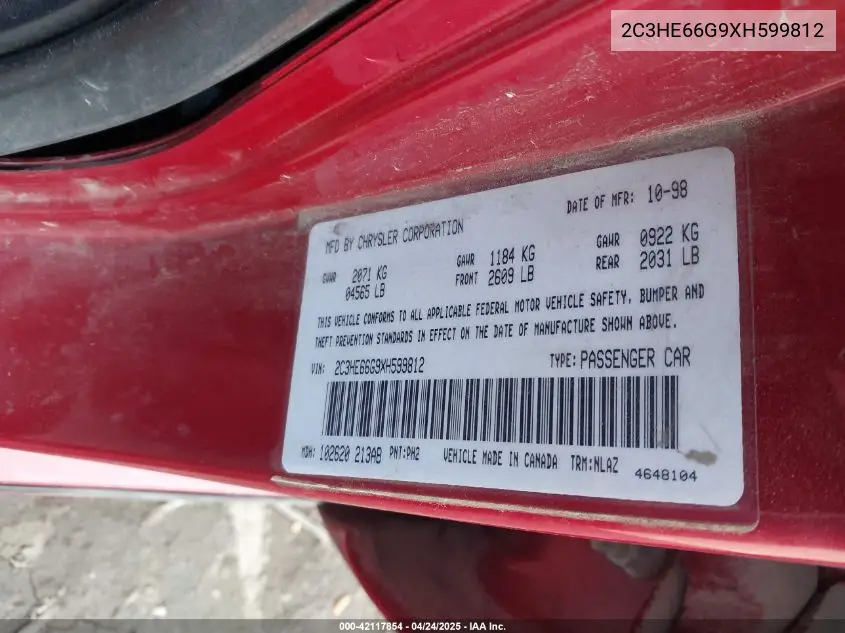 2C3HE66G9XH599812
DATE OF MFR: 10-98
MFD BY CHRYSLER CORPORATION
GVWR 2071 KG GAWR 1184 KG GAWR 0922 KG
04565 LB FRONT 2609 LB REAR 2031 LB
THIS VEHICLE CONFORMS TO ALL APPLICABLE FEDERAL MOTOR VEHICLE SAFETY, BUMPER AND
THEFT PREVENTION STANDARDS IN EFFECT ON THE DATE OF MANUFACTURE SHOWN ABOVE.
VIN: 2C3HE66G9XH599812 TYPE: PASSENGER CAR
MDH: 102620 213AB PNT: PH2 VEHICLE MADE IN CANADA TRM: NLAZ
4648104
000-42117854 - 04/24/2025 - IAA Inc.